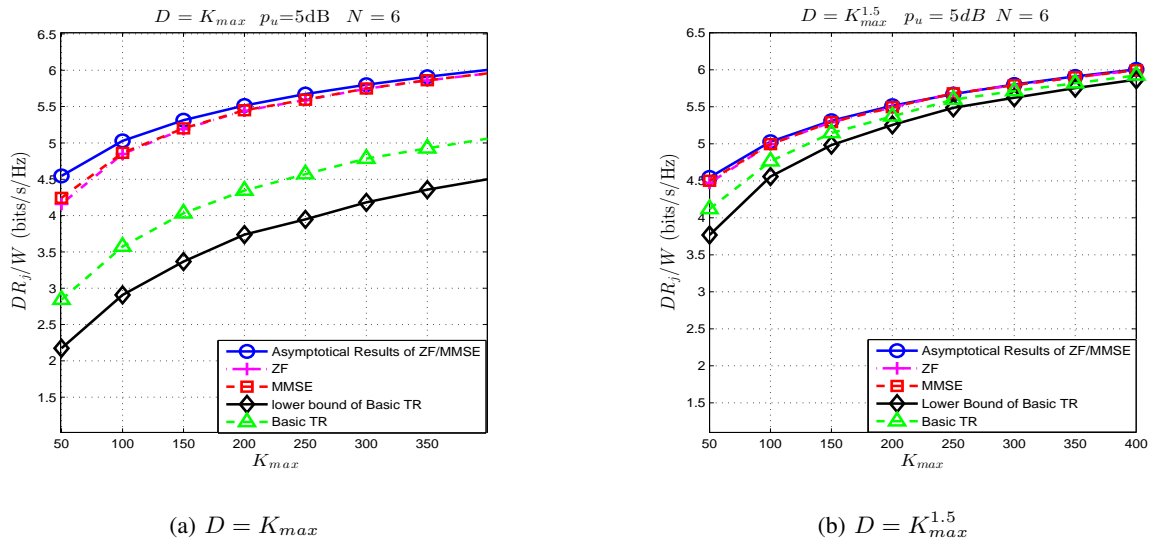 D = K_max p_u=5dB N = 6
6.5
6
5.5
5
4.5
4
3.5
3
2.5
2
1.5
DR_j/W (bits/s/Hz)
50 100 150 200 250 300 350
K_max
Asymptotical Results of ZF/MMSE
ZF
MMSE
lower bound of Basic TR
Basic TR
(a) D = K_max
D = K_max^1.5 p_u = 5dB N = 6
6.5
6
5.5
5
4.5
4
3.5
3
2.5
2
1.5
DR_j/W (bits/s/Hz)
50 100 150 200 250 300 350 400
K_max
Asymptotical Results of ZF/MMSE
ZF
MMSE
Lower Bound of Basic TR
Basic TR
(b) D = K_max^1.5